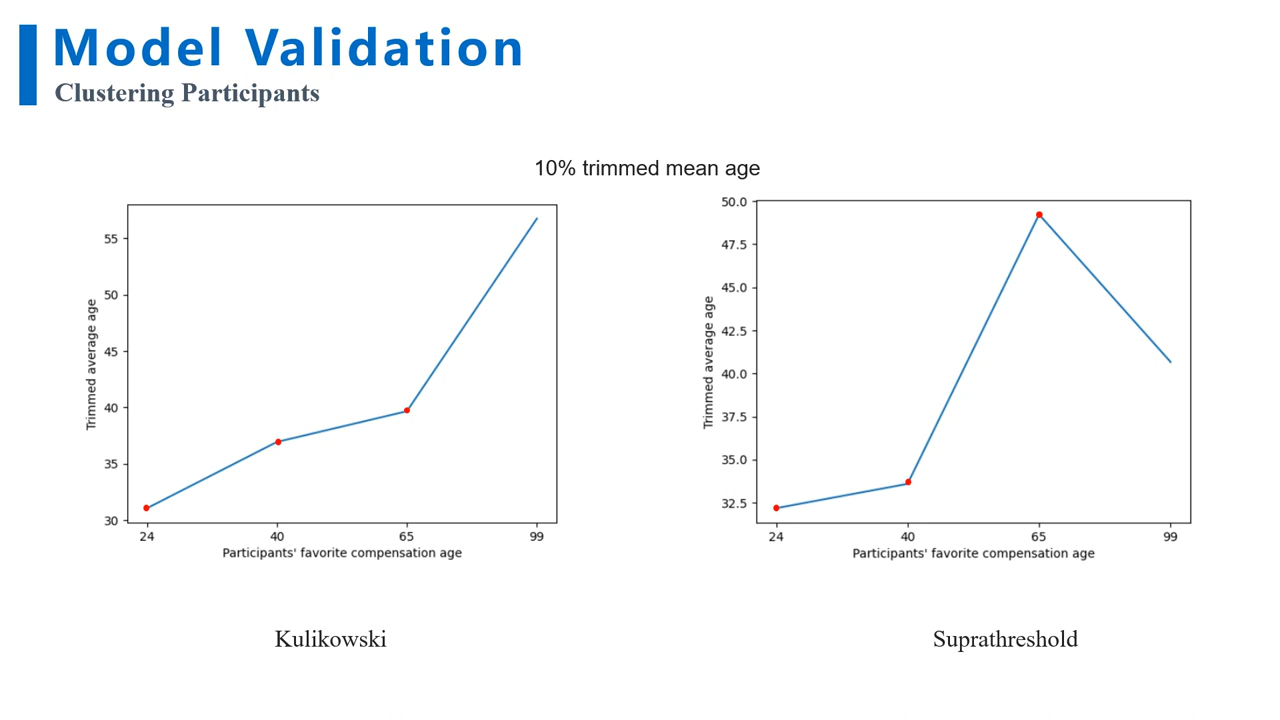 Model Validation
Clustering Participants
10% trimmed mean age
55
50
45
40
35
30
Trimmed average age
24 40 65 99
Participants' favorite compensation age
50.0
47.5
45.0
42.5
40.0
37.5
35.0
32.5
Trimmed average age
24 40 65 99
Participants' favorite compensation age
Kulikowski
Suprathreshold